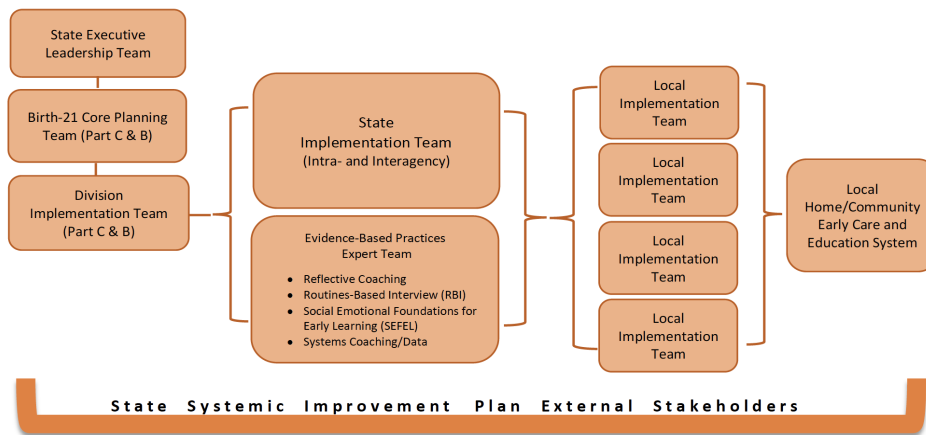 State Executive
Leadership Team
Birth-21 Core Planning
Team (Part C & B)
Division
Implementation Team
(Part C & B)
State
Implementation Team
(Intra- and Interagency)
Evidence-Based Practices
Expert Team
● Reflective Coaching
● Routines-Based Interview (RBI)
● Social Emotional Foundations for
Early Learning (SEFEL)
● Systems Coaching/Data
Local
Implementation
Team
Local
Implementation
Team
Local
Implementation
Team
Local
Implementation
Team
Local
Home/Community
Early Care and
Education System
State Systemic Improvement Plan External Stakeholders